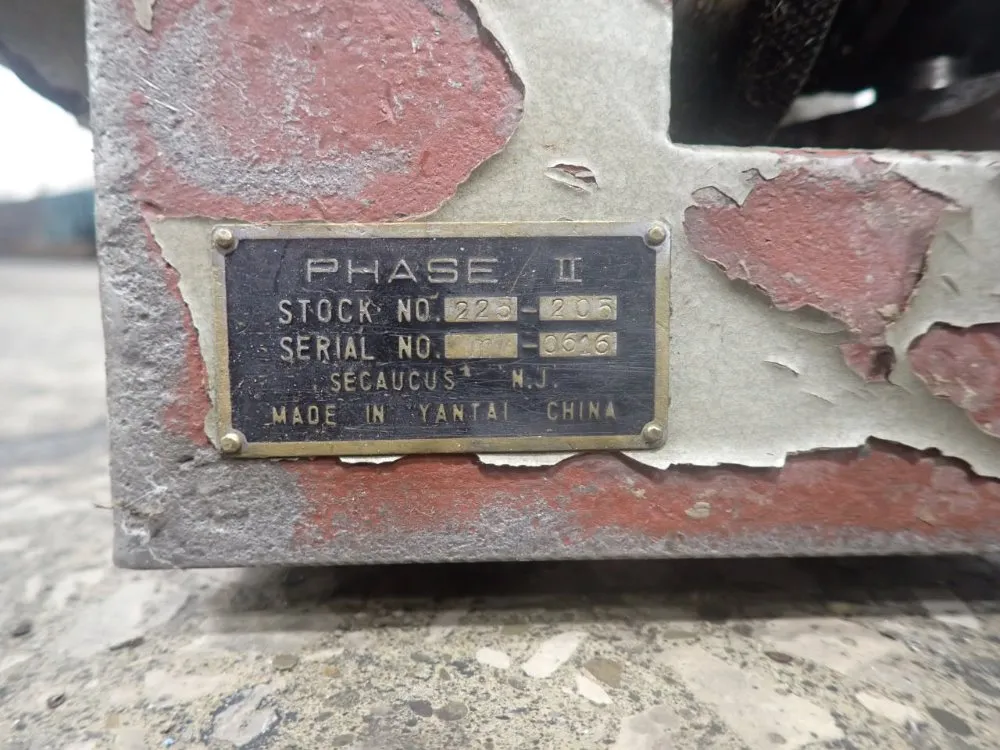 PHASE II
STOCK NO. 225-205
SERIAL NO. -0616
SECAUCUS N.J.
MADE IN YANTAI CHINA